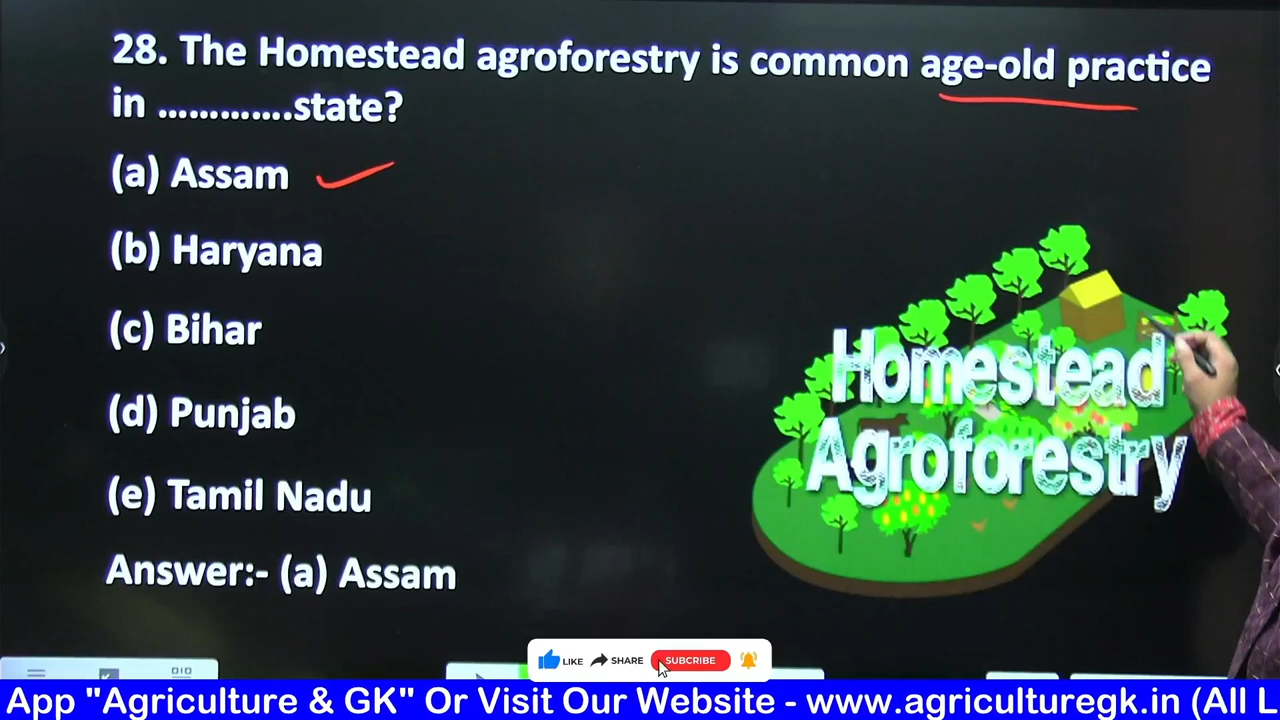 28. The Homestead agroforestry is common age-old practice
in .............state?
(a) Assam
(b) Haryana
(c) Bihar
(d) Punjab
(e) Tamil Nadu
Answer:- (a) Assam
Homestead
Agroforestry
LIKE SHARE SUBCRIBE
App "Agriculture & GK" Or Visit Our Website - www.agriculturegk.in (All L